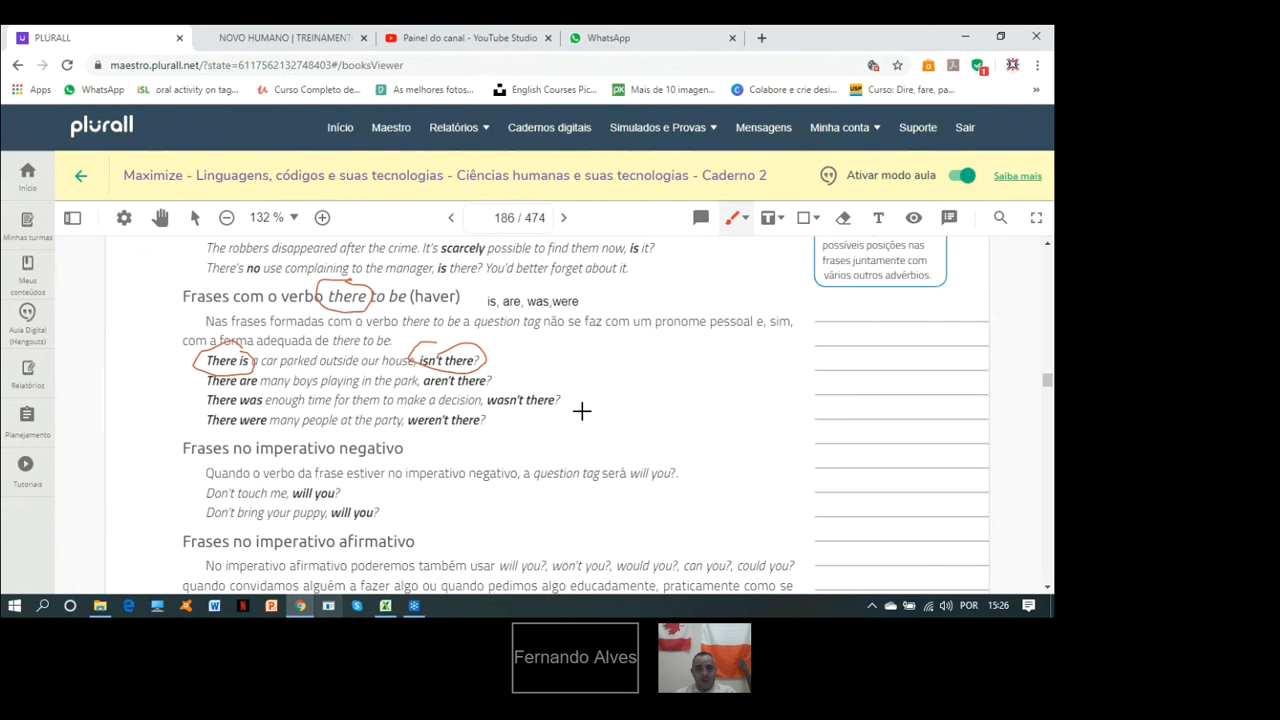 PLURALL
NOVO HUMANO | TREINAMENT
Painel do canal - YouTube Studio
WhatsApp
maestro.plurall.net/?state=6117562132748403#/booksViewer
Apps
WhatsApp
oral activity on tag...
Curso Completo de...
As melhores fotos...
English Courses Pic...
Mais de 10 imagen...
Colabore e crie desi...
Curso: Dire, fare, pa...
plurall
Início
Maestro
Relatórios
Cadernos digitais
Simulados e Provas
Mensagens
Minha conta
Suporte
Sair
Maximize - Linguagens, códigos e suas tecnologias - Ciências humanas e suas tecnologias - Caderno 2
Ativar modo aula
Saiba mais
132 %
186 / 474
Início
Minhas turmas
Meus
conteúdos
Aula Digital
(Hangouts)
Relatórios
Planejamento
Tutoriais
The robbers disappeared after the crime. It's scarcely possible to find them now, is it?
There's no use complaining to the manager, is there? You'd better forget about it.
possíveis posições nas
frases juntamente com
vários outros advérbios.
Frases com o verbo there to be (haver)
is, are, was,were
Nas frases formadas com o verbo there to be a question tag não se faz com um pronome pessoal e, sim,
com a forma adequada de there to be:
There is a car parked outside our house, isn't there?
There are many boys playing in the park, aren't there?
There was enough time for them to make a decision, wasn't there?
There were many people at the party, weren't there?
Frases no imperativo negativo
Quando o verbo da frase estiver no imperativo negativo, a question tag será will you?.
Don't touch me, will you?
Don't bring your puppy, will you?
Frases no imperativo afirmativo
No imperativo afirmativo poderemos também usar will you?, won't you?, would you?, can you?, could you?
quando convidamos alguém a fazer algo ou quando pedimos algo educadamente, praticamente como se
POR
15:26
Fernando Alves